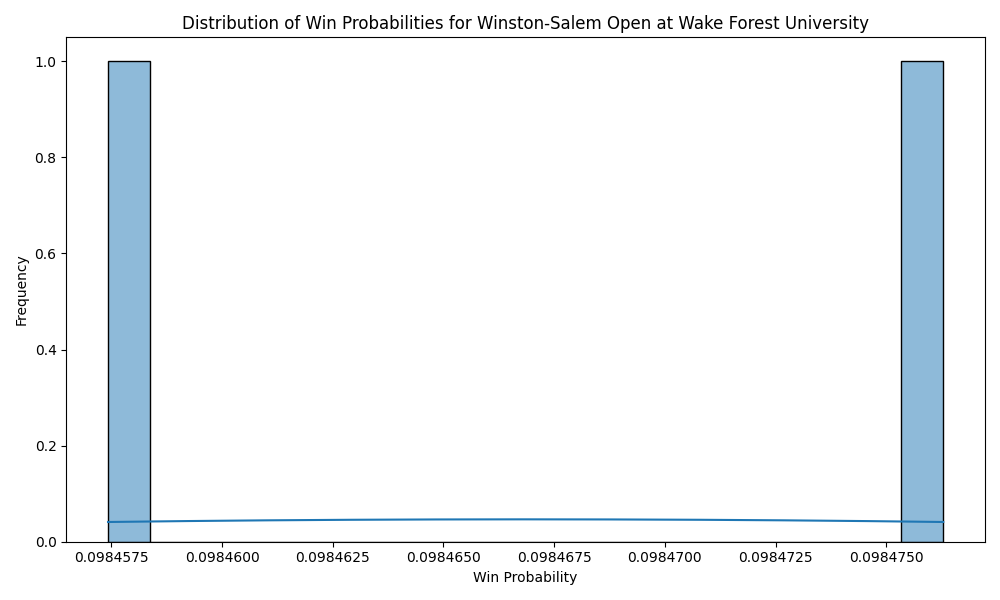 Distribution of Win Probabilities for Winston-Salem Open at Wake Forest University
1.0
0.8
0.6
0.4
0.2
0.0
Frequency
0.0984575 0.0984600 0.0984625 0.0984650 0.0984675 0.0984700 0.0984725 0.0984750
Win Probability